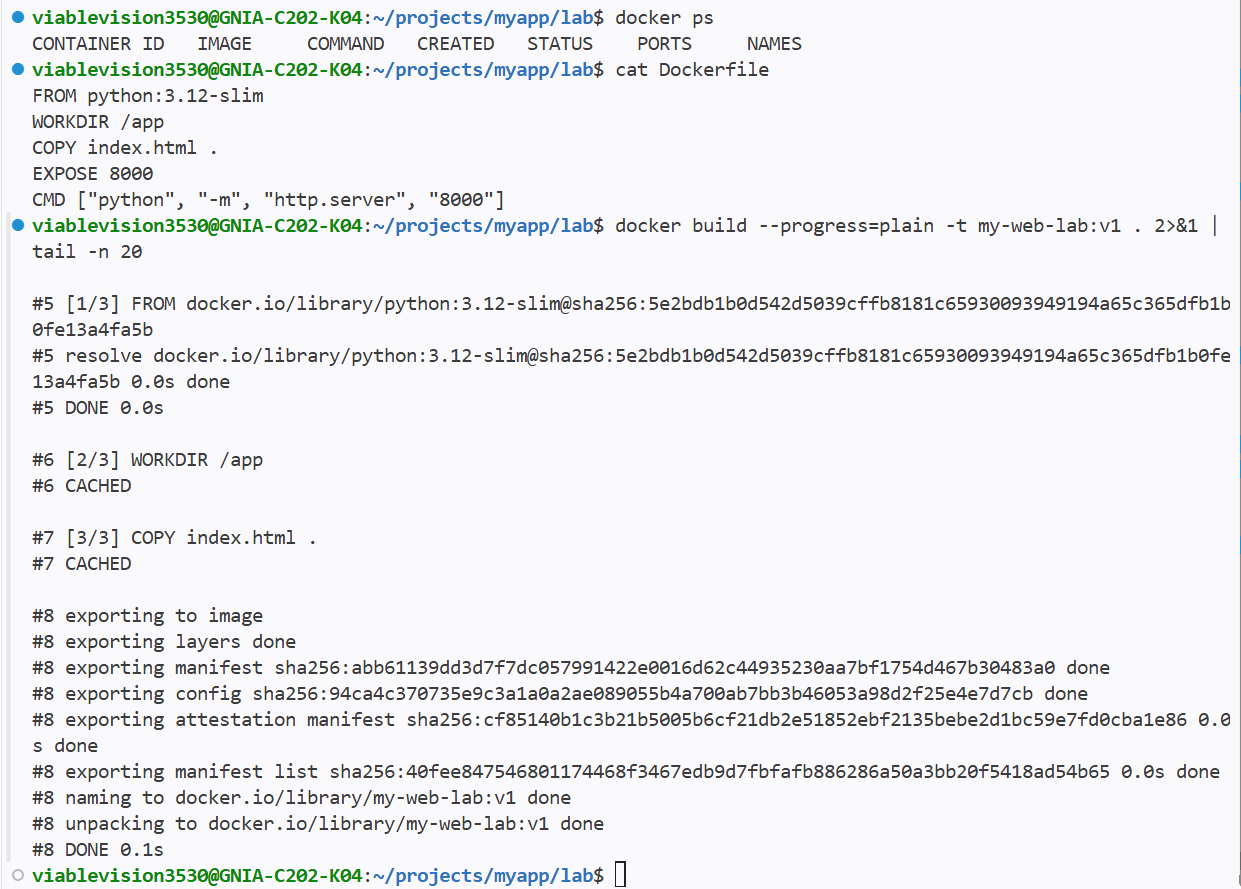 viablevision3530@GNIA-C202-K04:~/projects/myapp/lab$ docker ps
CONTAINER ID   IMAGE     COMMAND   CREATED   STATUS    PORTS     NAMES
viablevision3530@GNIA-C202-K04:~/projects/myapp/lab$ cat Dockerfile
FROM python:3.12-slim
WORKDIR /app
COPY index.html .
EXPOSE 8000
CMD ["python", "-m", "http.server", "8000"]
viablevision3530@GNIA-C202-K04:~/projects/myapp/lab$ docker build --progress=plain -t my-web-lab:v1 . 2>&1 |
tail -n 20

#5 [1/3] FROM docker.io/library/python:3.12-slim@sha256:5e2bdb1b0d542d5039cffb8181c65930093949194a65c365dfb1b
0fe13a4fa5b
#5 resolve docker.io/library/python:3.12-slim@sha256:5e2bdb1b0d542d5039cffb8181c65930093949194a65c365dfb1b0fe
13a4fa5b 0.0s done
#5 DONE 0.0s

#6 [2/3] WORKDIR /app
#6 CACHED

#7 [3/3] COPY index.html .
#7 CACHED

#8 exporting to image
#8 exporting layers done
#8 exporting manifest sha256:abb61139dd3d7f7dc057991422e0016d62c44935230aa7bf1754d467b30483a0 done
#8 exporting config sha256:94ca4c370735e9c3a1a0a2ae089055b4a700ab7bb3b46053a98d2f25e4e7d7cb done
#8 exporting attestation manifest sha256:cf85140b1c3b21b5005b6cf21db2e51852ebf2135bebe2d1bc59e7fd0cba1e86 0.0
s done
#8 exporting manifest list sha256:40fee847546801174468f3467edb9d7fbfafb886286a50a3bb20f5418ad54b65 0.0s done
#8 naming to docker.io/library/my-web-lab:v1 done
#8 unpacking to docker.io/library/my-web-lab:v1 done
#8 DONE 0.1s
viablevision3530@GNIA-C202-K04:~/projects/myapp/lab$